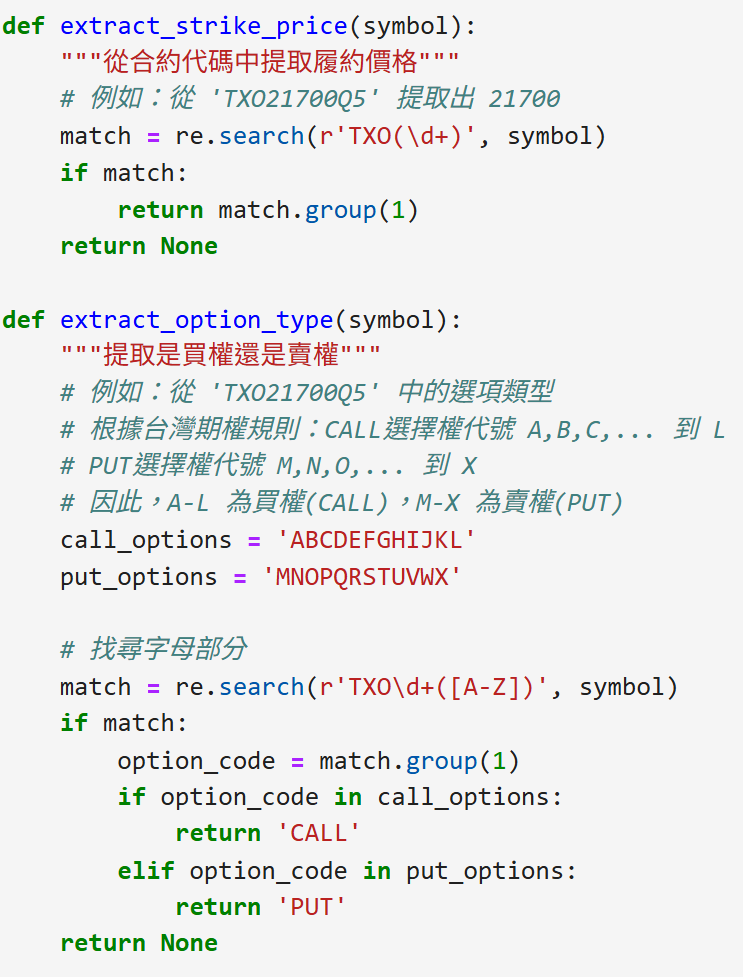 def extract_strike_price(symbol):
    """從合約代碼中提取履約價格"""
    # 例如：從 'TXO21700Q5' 提取出 21700
    match = re.search(r'TXO(\d+)', symbol)
    if match:
        return match.group(1)
    return None

def extract_option_type(symbol):
    """提取是買權還是賣權"""
    # 例如：從 'TXO21700Q5' 中的選項類型
    # 根據台灣期權規則：CALL選擇權代號 A,B,C,... 到 L
    # PUT選擇權代號 M,N,O,... 到 X
    # 因此，A-L 為買權(CALL)，M-X 為賣權(PUT)
    call_options = 'ABCDEFGHIJKL'
    put_options = 'MNOPQRSTUVWX'

    # 找尋字母部分
    match = re.search(r'TXO\d+([A-Z])', symbol)
    if match:
        option_code = match.group(1)
        if option_code in call_options:
            return 'CALL'
        elif option_code in put_options:
            return 'PUT'
    return None